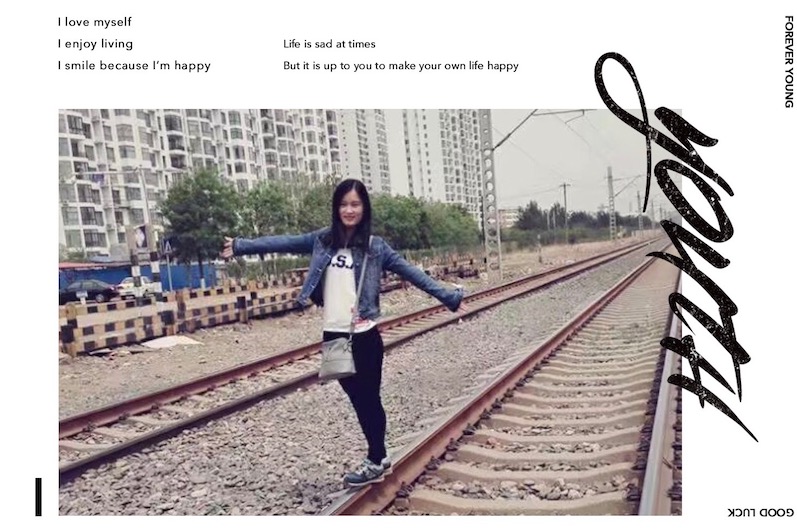 I love myself
I enjoy living
I smile because I'm happy
Life is sad at times
But it is up to you to make your own life happy
FOREVER YOUNG
youth
.S.A
GOOD LUCK